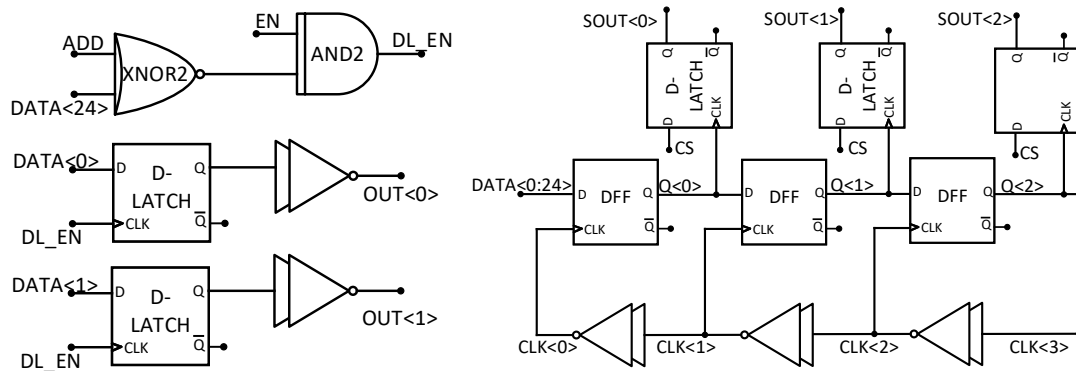 EN
ADD
DL_EN
XNOR2
AND2
DATA<24>
DATA<0>
D
D-
LATCH
Q
CLK
Q
DL_EN
OUT<0>
DATA<1>
D
D-
LATCH
Q
CLK
Q
DL_EN
OUT<1>
SOUT<0>
Q
Q
D-
LATCH
D
CLK
CS
SOUT<1>
Q
Q
D-
LATCH
D
CLK
CS
SOUT<2>
Q
Q
D
CLK
CS
DATA<0:24>
D
DFF
Q
CLK
Q
Q<0>
D
DFF
Q
CLK
Q
Q<1>
D
DFF
Q
CLK
Q
Q<2>
CLK<0>
CLK<1>
CLK<2>
CLK<3>